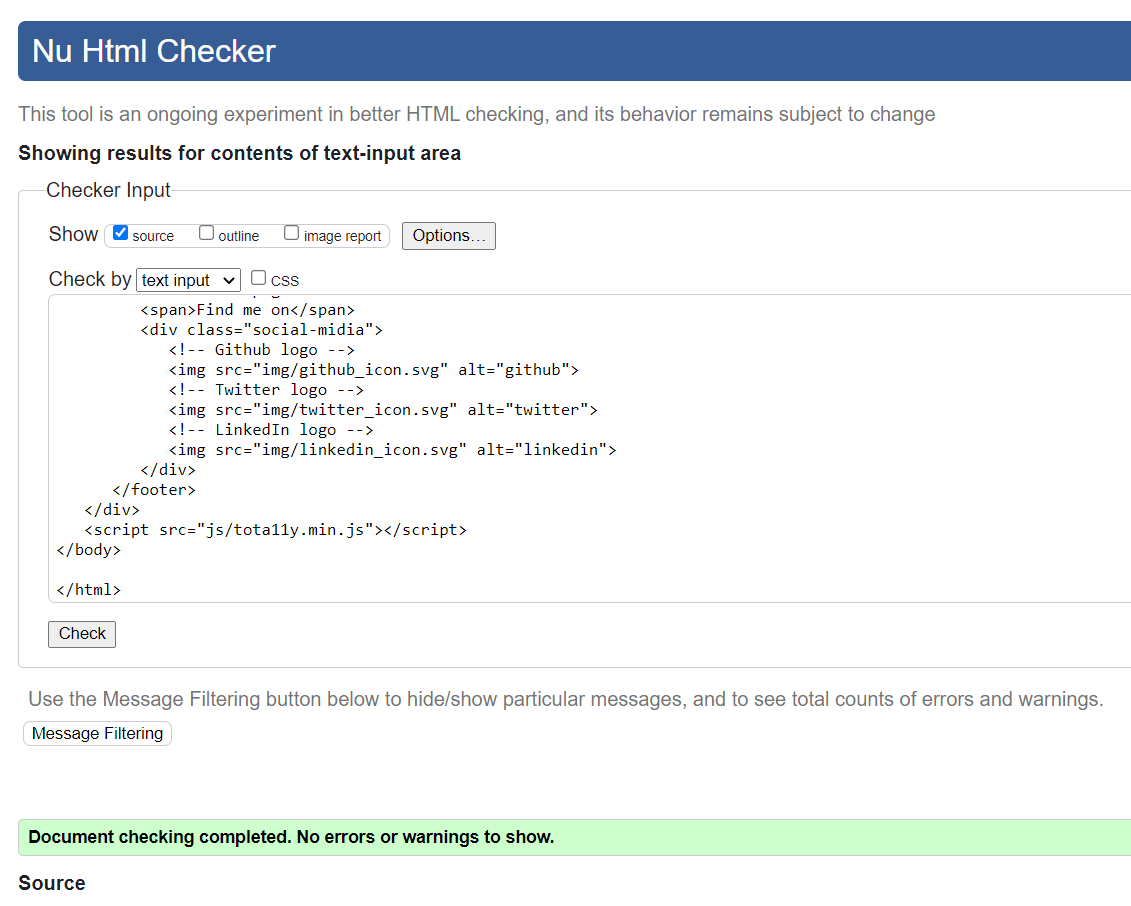 Nu Html Checker
This tool is an ongoing experiment in better HTML checking, and its behavior remains subject to change
Showing results for contents of text-input area
Checker Input
Show source outline image report Options…
Check by text input CSS
<span>Find me on</span>
<div class="social-midia">
<!-- Github logo -->
<img src="img/github_icon.svg" alt="github">
<!-- Twitter logo -->
<img src="img/twitter_icon.svg" alt="twitter">
<!-- LinkedIn logo -->
<img src="img/linkedin_icon.svg" alt="linkedin">
</div>
</footer>
</div>
<script src="js/tota11y.min.js"></script>
</body>
</html>
Check
Use the Message Filtering button below to hide/show particular messages, and to see total counts of errors and warnings.
Message Filtering
Document checking completed. No errors or warnings to show.
Source